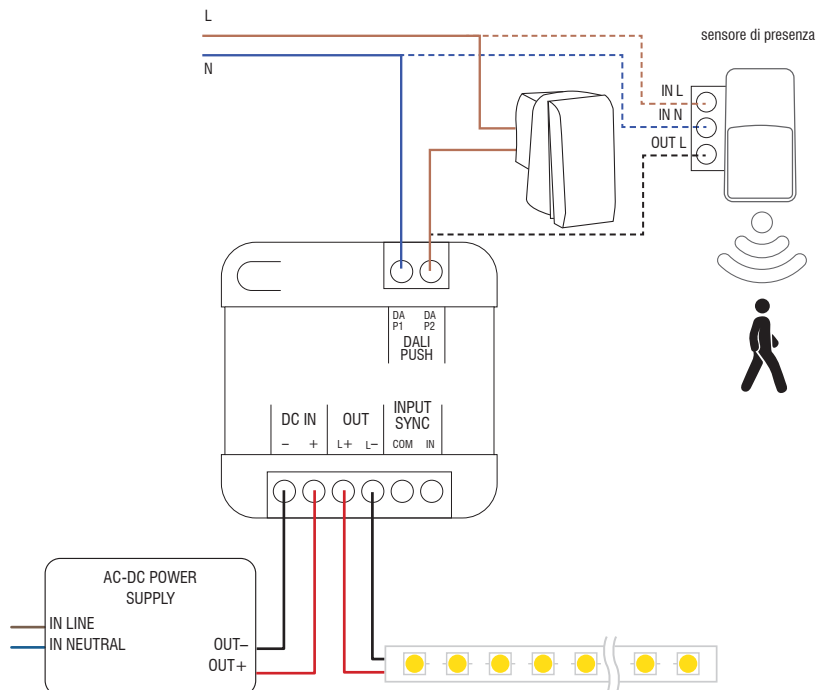 L
N
sensore di presenza
IN L
IN N
OUT L
DA DA
P1 P2
DALI
PUSH
DC IN OUT INPUT SYNC
– + L+ L– COM IN
AC-DC POWER
SUPPLY
IN LINE
IN NEUTRAL
OUT–
OUT+